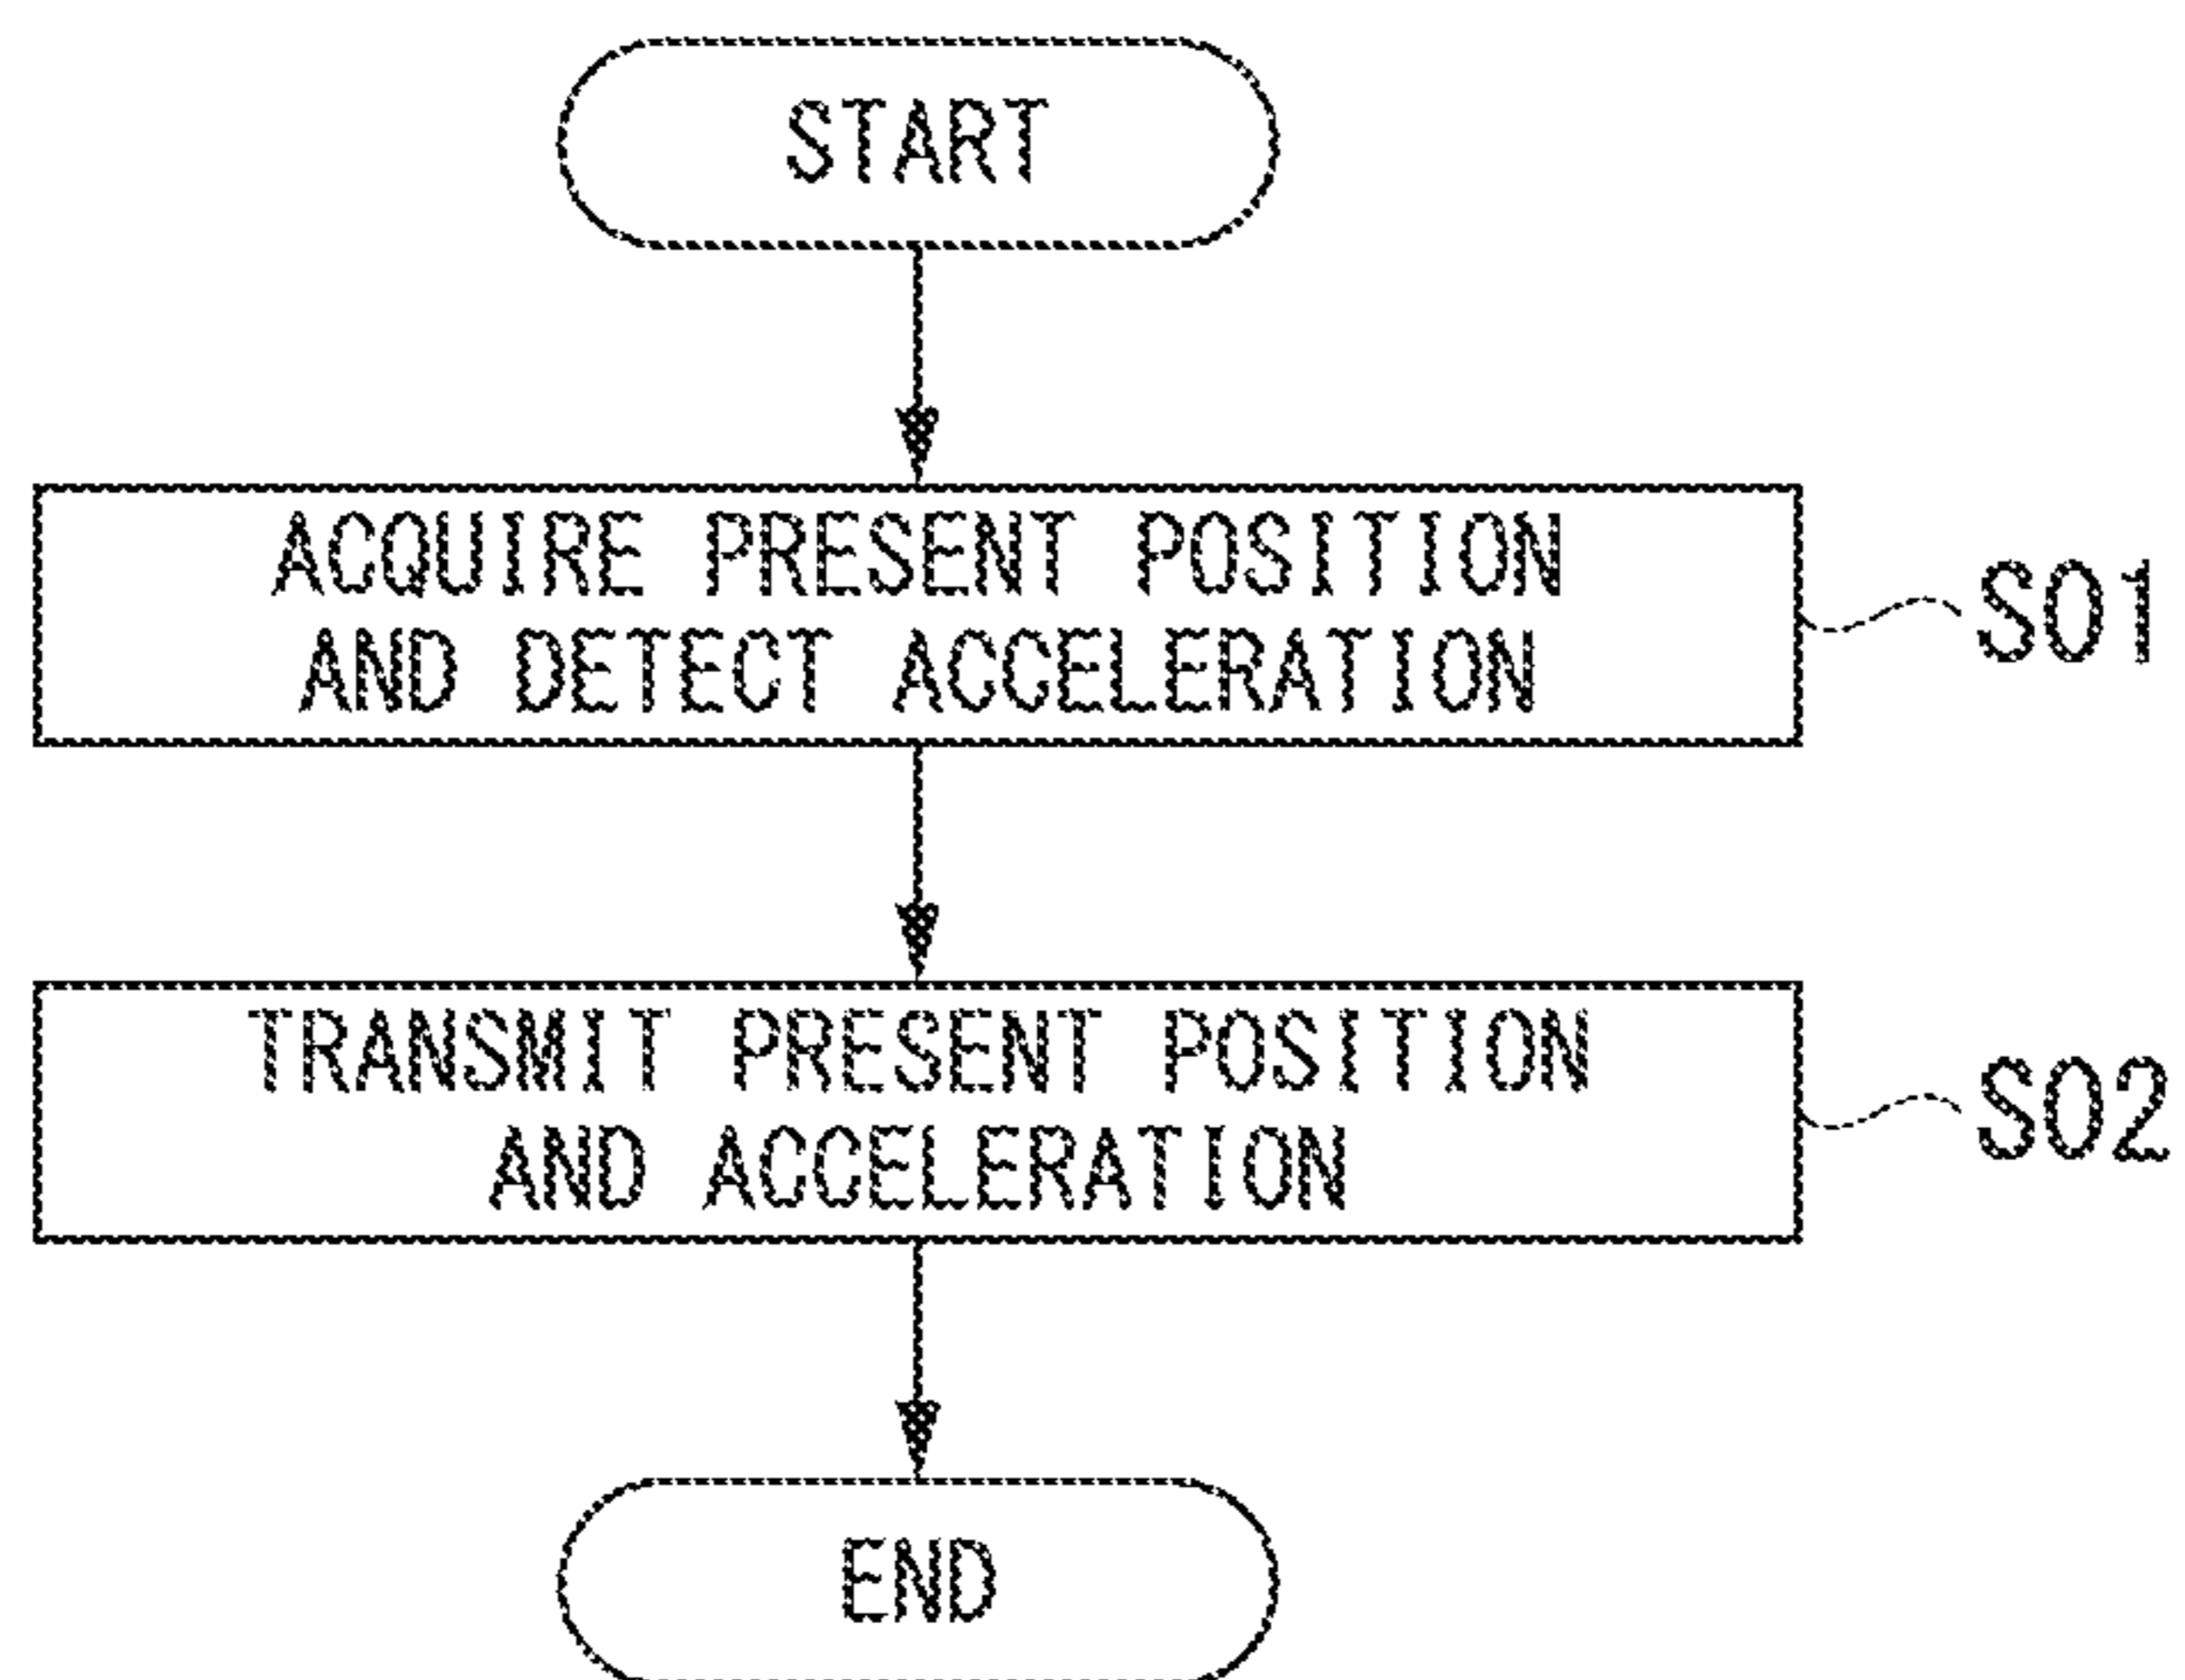 START
ACQUIRE PRESENT POSITION
AND DETECT ACCELERATION
S01
TRANSMIT PRESENT POSITION
AND ACCELERATION
S02
END